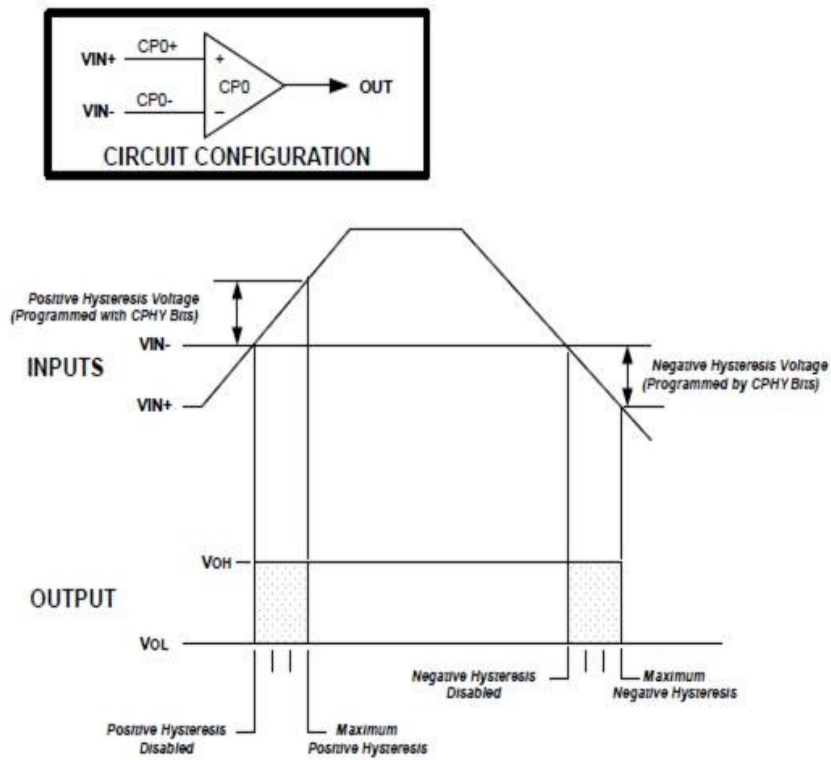 VIN+
CP0+
+
CP0
OUT
VIN-
CP0-
−
CIRCUIT CONFIGURATION
Positive Hysteresis Voltage
(Programmed with CPHY Bits)
VIN-
INPUTS
VIN+
Negative Hysteresis Voltage
(Programmed by CPHY Bits)
VOH
OUTPUT
VOL
Negative Hysteresis
Disabled
Maximum
Negative Hysteresis
Positive Hysteresis
Disabled
Maximum
Positive Hysteresis